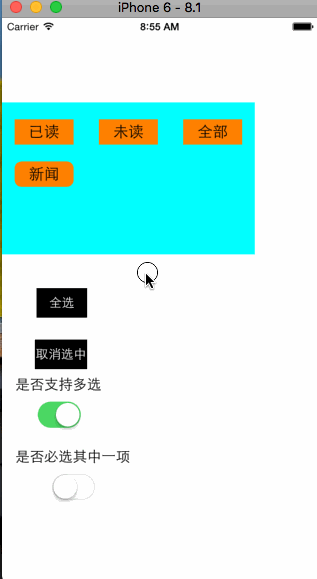 iPhone 6 - 8.1
Carrier 8:55 AM
已读 未读 全部
新闻
全选
取消选中
是否支持多选
是否必选其中一项